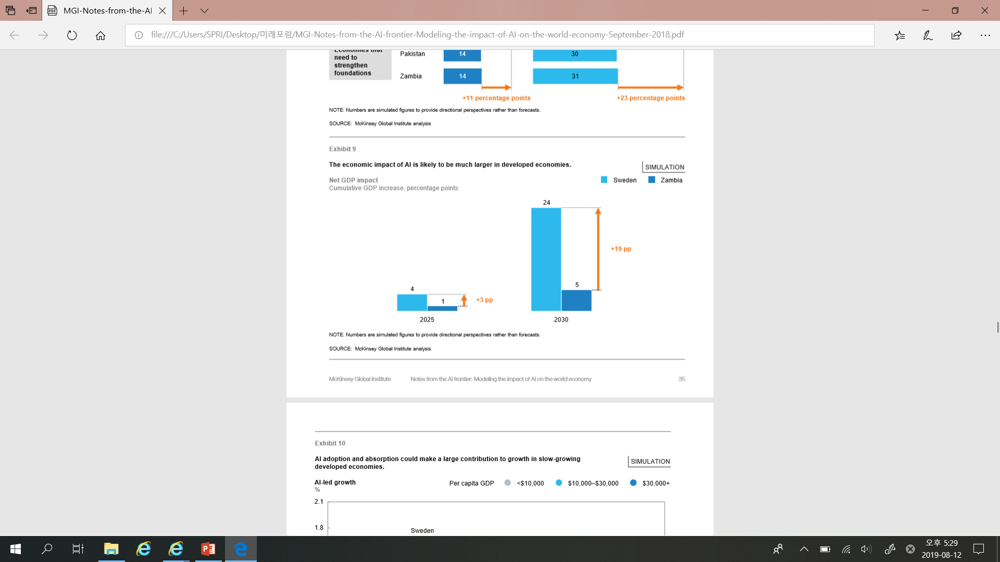 MGI-Notes-from-the-AI
file:///C:/Users/SPRI/Desktop/미래포럼/MGI-Notes-from-the-AI-frontier-Modeling-the-impact-of-AI-on-the-world-economy-September-2018.pdf
Economies that
need to
strengthen
foundations
Pakistan 14 30
Zambia 14 31
+11 percentage points +23 percentage points
NOTE: Numbers are simulated figures to provide directional perspectives rather than forecasts.
SOURCE: McKinsey Global Institute analysis
Exhibit 9
The economic impact of AI is likely to be much larger in developed economies.
SIMULATION
Net GDP impact
Cumulative GDP increase, percentage points
Sweden Zambia
24
+19 pp
5
4
1
+3 pp
2025 2030
NOTE: Numbers are simulated figures to provide directional perspectives rather than forecasts.
SOURCE: McKinsey Global Institute analysis
McKinsey Global Institute Notes from the AI frontier: Modeling the impact of AI on the world economy 35
Exhibit 10
AI adoption and absorption could make a large contribution to growth in slow-growing
developed economies.
SIMULATION
AI-led growth
%
Per capita GDP <$10,000 $10,000–$30,000 $30,000+
2.1
1.8
Sweden
오후 5:29
2019-08-12